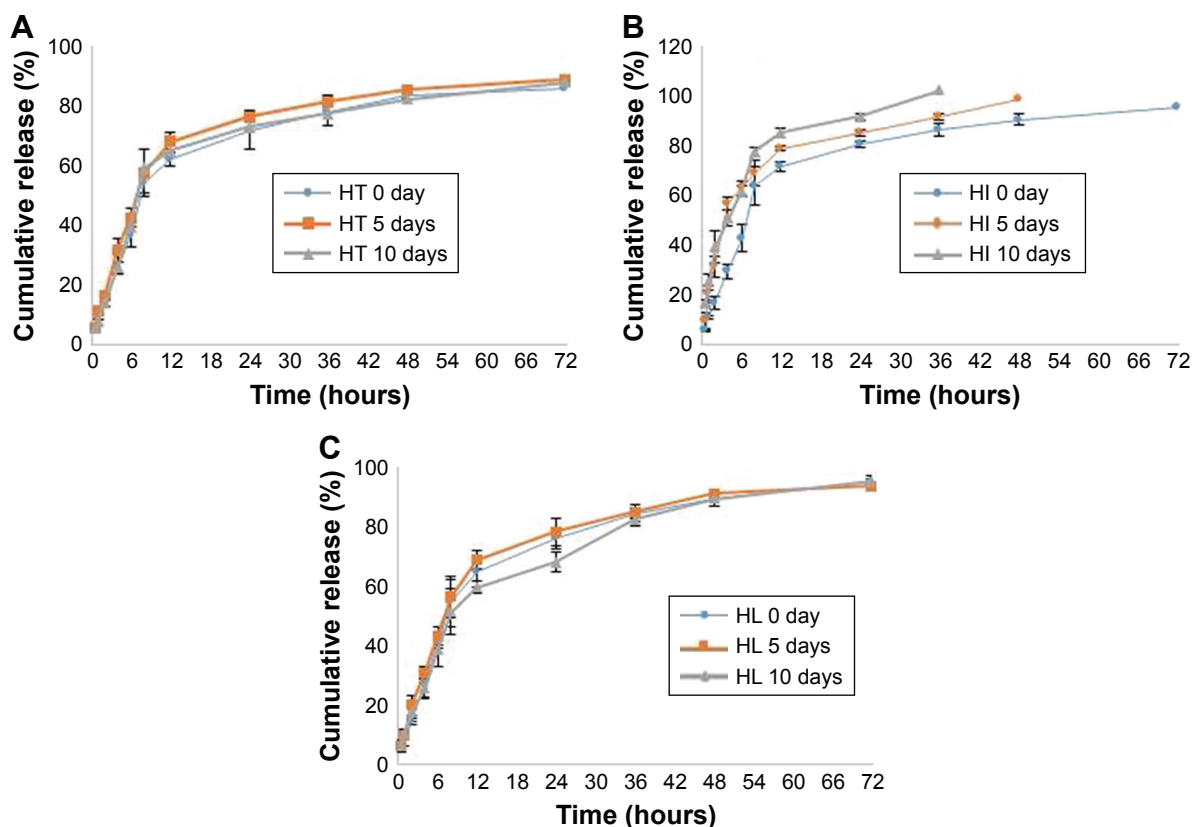 A
Cumulative release (%)
100
80
60
40
20
0
HT 0 day
HT 5 days
HT 10 days
0 6 12 18 24 30 36 42 48 54 60 66 72
Time (hours)
B
Cumulative release (%)
120
100
80
60
40
20
0
HI 0 day
HI 5 days
HI 10 days
0 6 12 18 24 30 36 42 48 54 60 66 72
Time (hours)
C
Cumulative release (%)
100
80
60
40
20
0
HL 0 day
HL 5 days
HL 10 days
0 6 12 18 24 30 36 42 48 54 60 66 72
Time (hours)